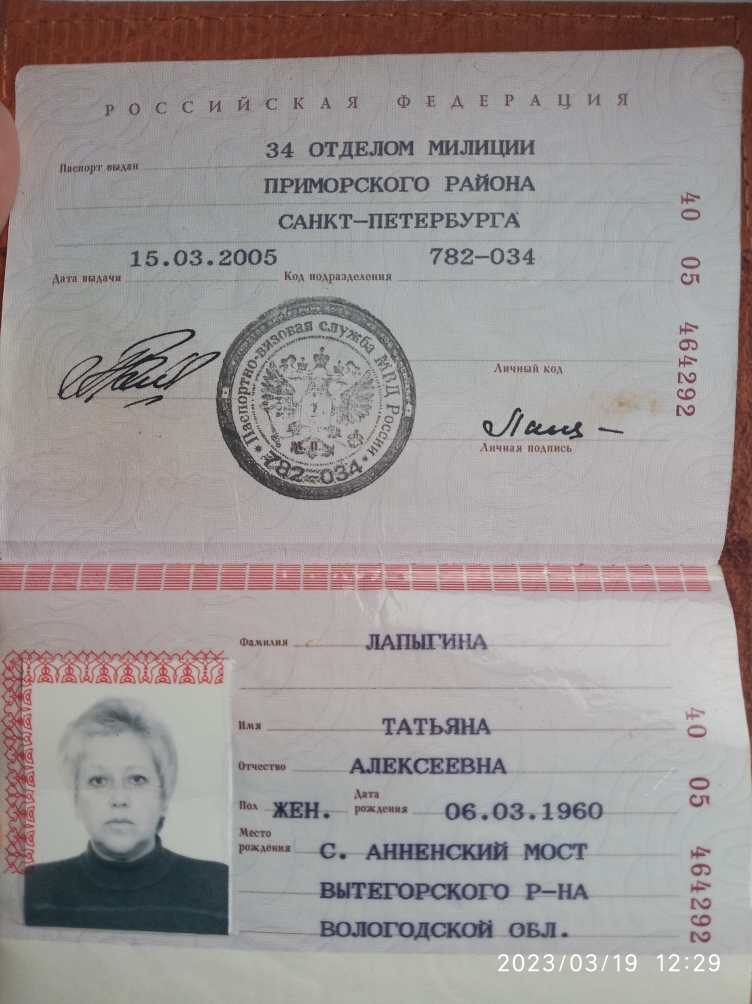 РОССИЙСКАЯ ФЕДЕРАЦИЯ
Паспорт выдан 34 ОТДЕЛОМ МИЛИЦИИ
ПРИМОРСКОГО РАЙОНА
САНКТ-ПЕТЕРБУРГА
Дата выдачи 15.03.2005 Код подразделения 782-034
40 05 464292
Паспортно-визовая служба МВД России
М.П.
782-034
Личный код
Личная подпись
Фамилия ЛАПЫГИНА
Имя ТАТЬЯНА
Отчество АЛЕКСЕЕВНА
Пол ЖЕН. Дата рождения 06.03.1960
Место рождения С. АННЕНСКИЙ МОСТ
ВЫТЕГОРСКОГО Р-НА
ВОЛОГОДСКОЙ ОБЛ.
40 05 464292
2023/03/19 12:29